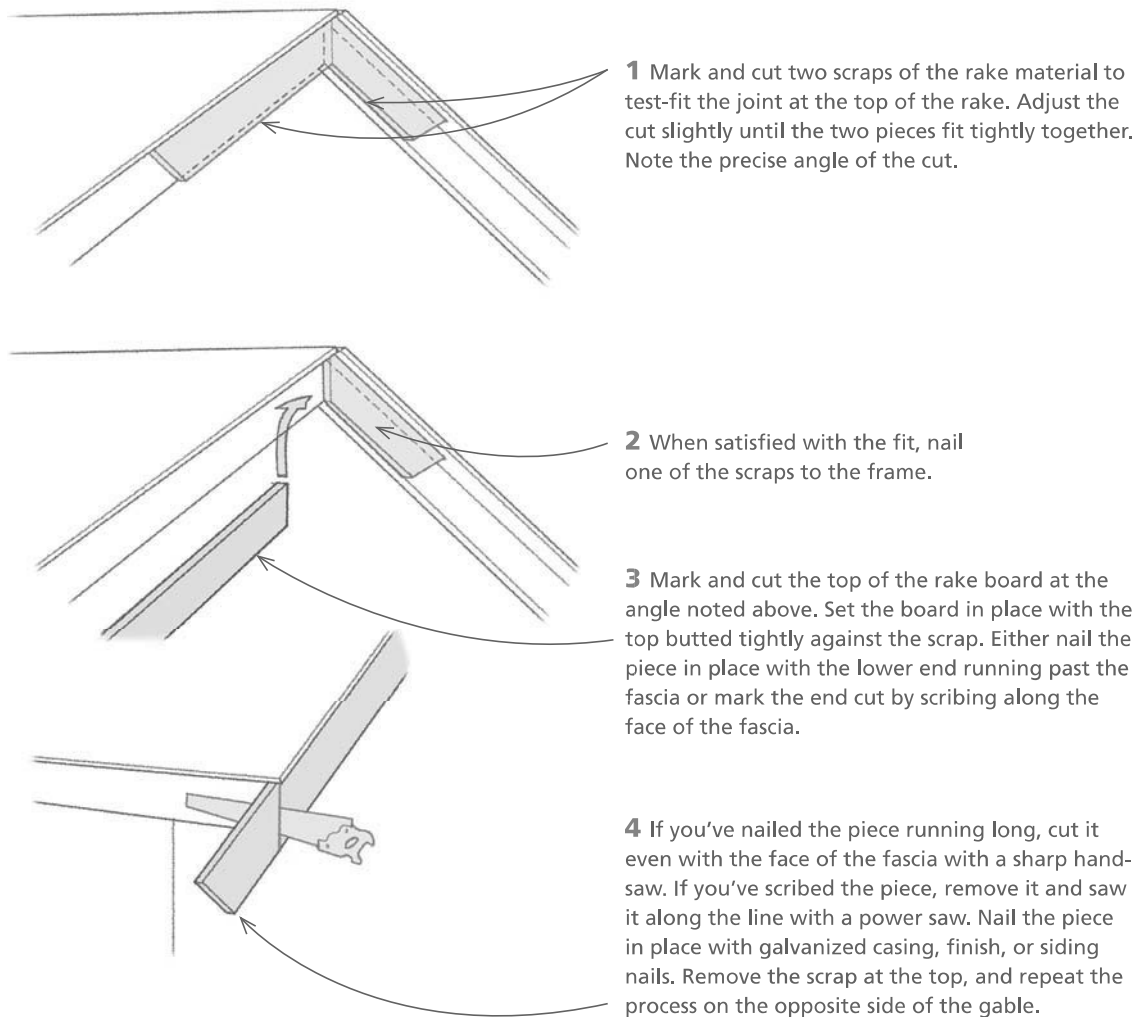 1 Mark and cut two scraps of the rake material to
test-fit the joint at the top of the rake. Adjust the
cut slightly until the two pieces fit tightly together.
Note the precise angle of the cut.
2 When satisfied with the fit, nail
one of the scraps to the frame.
3 Mark and cut the top of the rake board at the
angle noted above. Set the board in place with the
top butted tightly against the scrap. Either nail the
piece in place with the lower end running past the
fascia or mark the end cut by scribing along the
face of the fascia.
4 If you've nailed the piece running long, cut it
even with the face of the fascia with a sharp hand-
saw. If you've scribed the piece, remove it and saw
it along the line with a power saw. Nail the piece
in place with galvanized casing, finish, or siding
nails. Remove the scrap at the top, and repeat the
process on the opposite side of the gable.